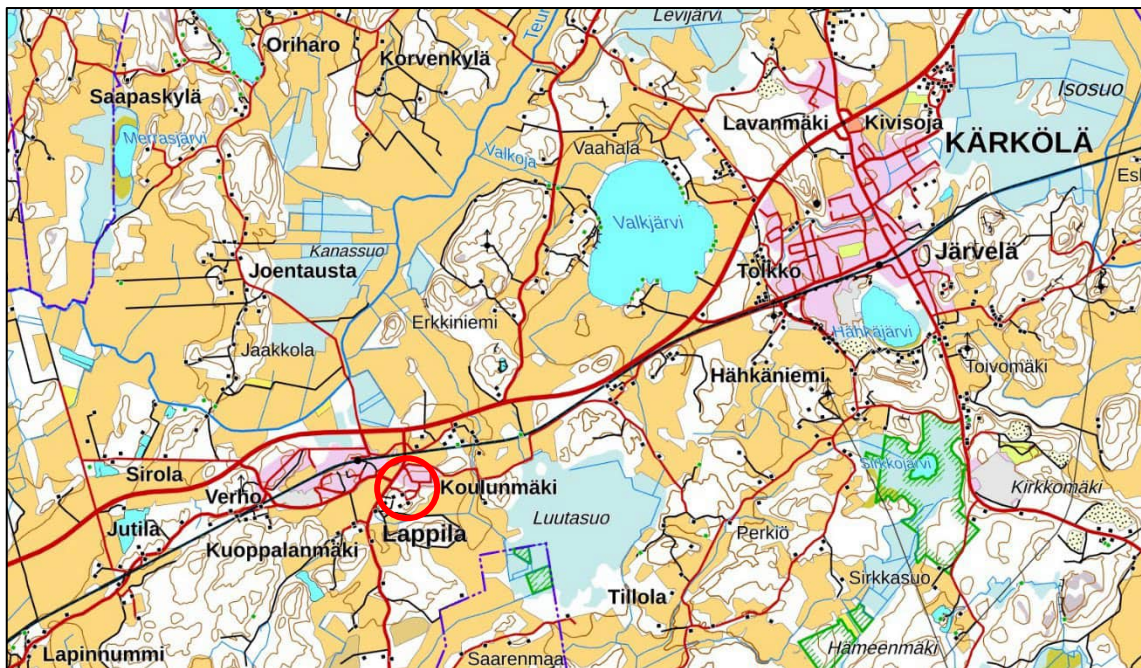 Levijärvi
Oriharo
Korvenkylä
Teur
Saapaskylä
Isosuo
Merrasjärvi
Lavanmäki
Kivisoja
Valkoja
Vaahala
KÄRKÖLÄ
Valkjärvi
Kanassuo
Joentausta
Järvelä
Tolkko
Erkkiniemi
Hähkäjärvi
Jaakkola
Hähkäniemi
Toivomäki
Sirola
Verho
Koulunmäki
Sirkkojärvi
Kirkkomäki
Jutila
Kuoppalanmäki
Lappila
Luutasuo
Perkiö
Sirkkasuo
Tillola
Hämeenmäki
Lapinnummi
Saarenmaa